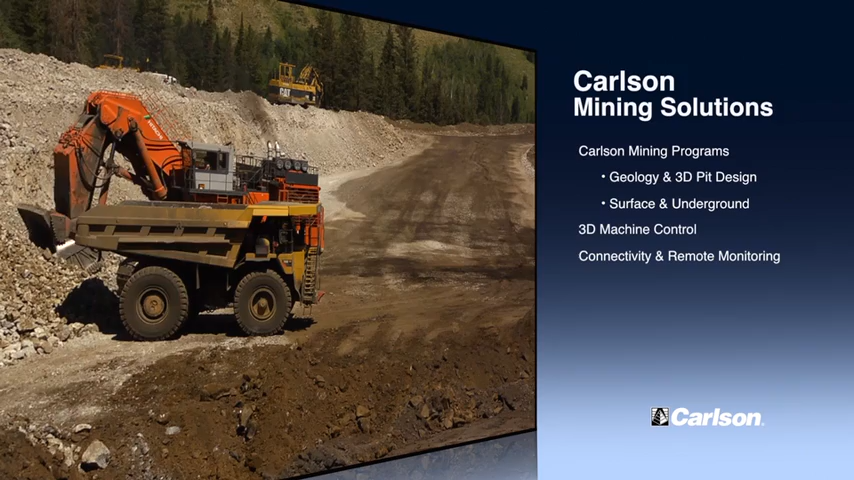 Carlson
Mining Solutions
Carlson Mining Programs
• Geology & 3D Pit Design
• Surface & Underground
3D Machine Control
Connectivity & Remote Monitoring
Carlson®
CAT